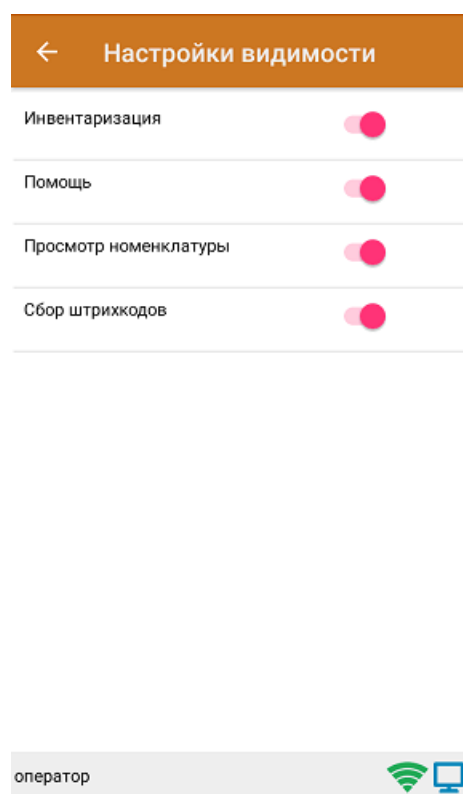 Настройки видимости
Инвентаризация
Помощь
Просмотр номенклатуры
Сбор штрихкодов
оператор